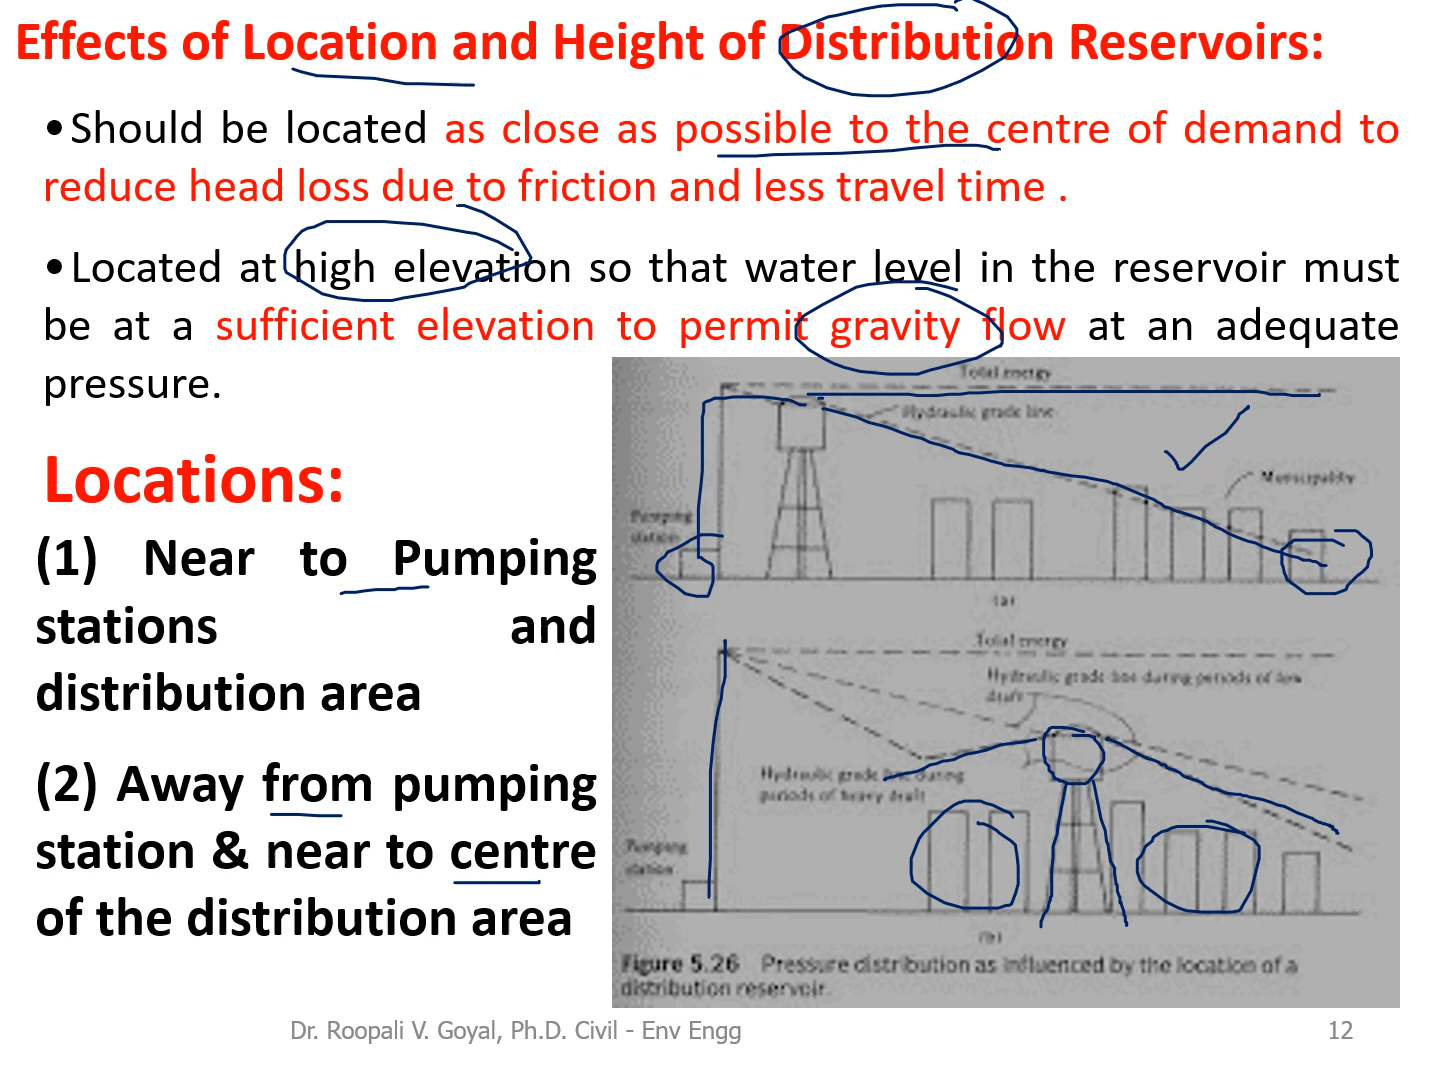 Effects of Location and Height of Distribution Reservoirs:
•Should be located as close as possible to the centre of demand to
reduce head loss due to friction and less travel time .
•Located at high elevation so that water level in the reservoir must
be at a sufficient elevation to permit gravity flow at an adequate
pressure.
Locations:
(1) Near to Pumping
stations and
distribution area
(2) Away from pumping
station & near to centre
of the distribution area
Total energy
Hydraulic grade line
Municipality
Pumping
station
(a)
Total energy
Hydraulic grade line during periods of low
draft
Hydraulic grade line during
periods of heavy draft
Pumping
station
(b)
Figure 5.26 Pressure distribution as influenced by the location of a
distribution reservoir.
Dr. Roopali V. Goyal, Ph.D. Civil - Env Engg
12